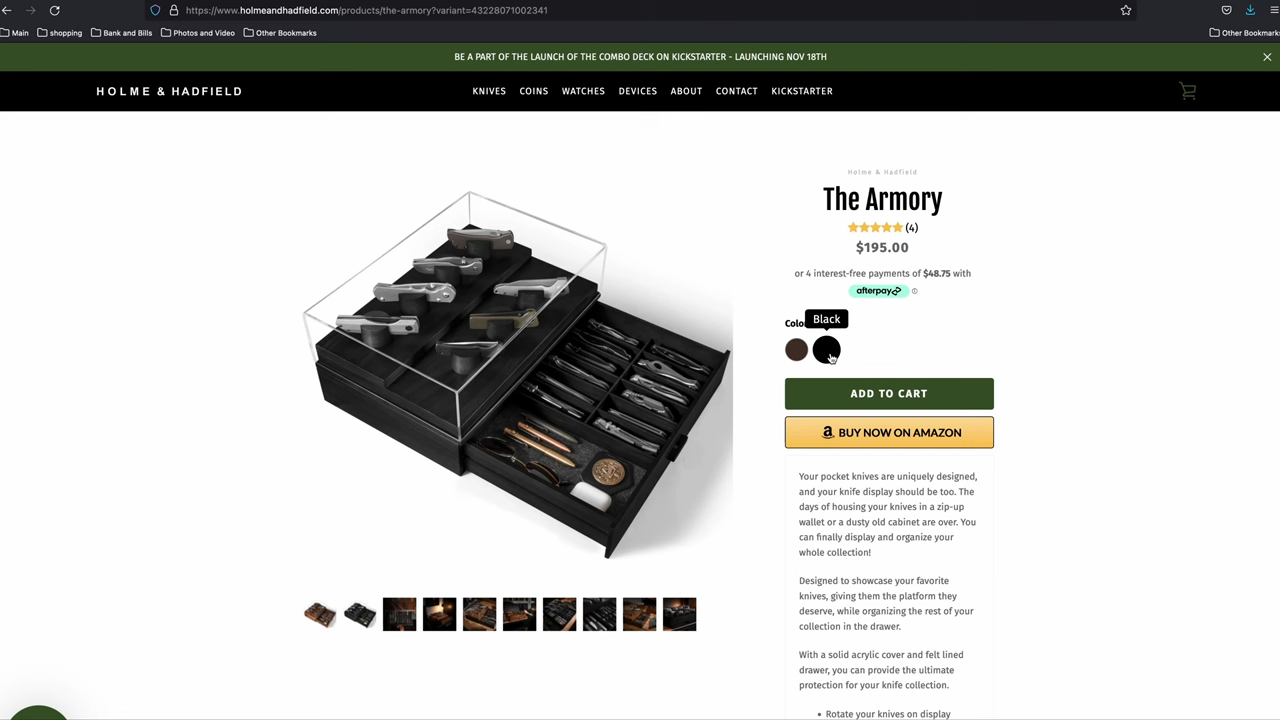 https://www.holmeandhadfield.com/products/the-armory?variant=43228071002341
Main
shopping
Bank and Bills
Photos and Video
Other Bookmarks
Other Bookmarks
BE A PART OF THE LAUNCH OF THE COMBO DECK ON KICKSTARTER - LAUNCHING NOV 18TH
HOLME & HADFIELD
KNIVES COINS WATCHES DEVICES ABOUT CONTACT KICKSTARTER
Holme & Hadfield
The Armory
(4)
$195.00
or 4 interest-free payments of $48.75 with
afterpay
Black
ADD TO CART
BUY NOW ON AMAZON
Your pocket knives are uniquely designed,
and your knife display should be too. The
days of housing your knives in a zip-up
wallet or a dusty old cabinet are over. You
can finally display and organize your
whole collection!
Designed to showcase your favorite
knives, giving them the platform they
deserve, while organizing the rest of your
collection in the drawer.
With a solid acrylic cover and felt lined
drawer, you can provide the ultimate
protection for your knife collection.
• Rotate your knives on display